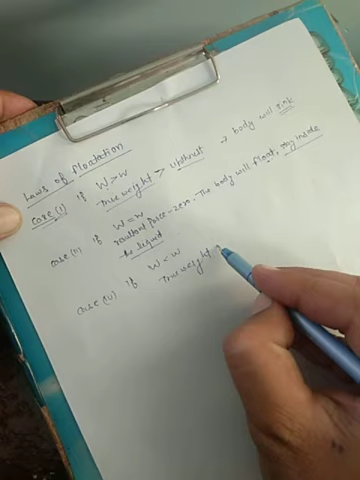 Laws of floatation
Case (I) if W > w
True weight > upthrust → body will sink
case (II) if W = w
resultant force = zero. The body will float, stay inside
the liquid
case (III) if W < w
True weight